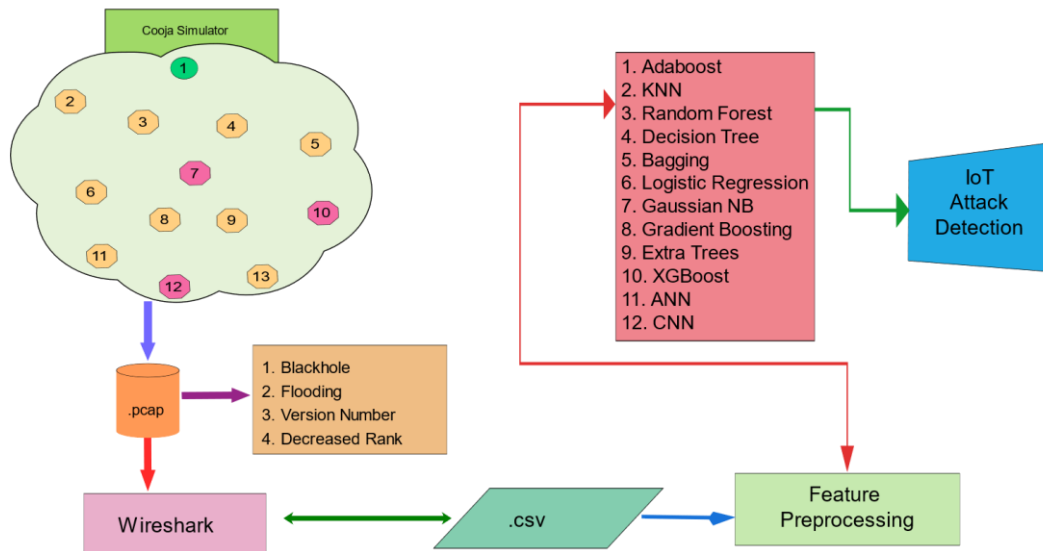 Cooja Simulator
1
2
3
4
5
7
6
10
8
9
11
13
12
.pcap
1. Blackhole
2. Flooding
3. Version Number
4. Decreased Rank
Wireshark
.csv
Feature
Preprocessing
1. Adaboost
2. KNN
3. Random Forest
4. Decision Tree
5. Bagging
6. Logistic Regression
7. Gaussian NB
8. Gradient Boosting
9. Extra Trees
10. XGBoost
11. ANN
12. CNN
IoT
Attack
Detection